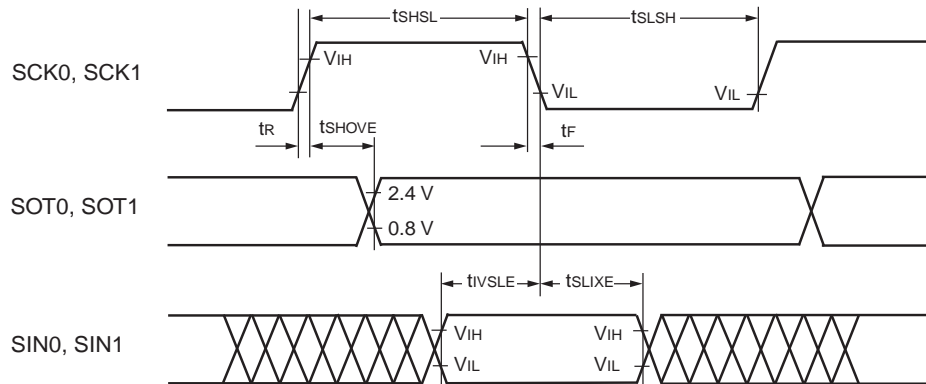 tSHSL tSLSH
SCK0, SCK1 VIH VIH VIL VIL
tR tSHOVE tF
SOT0, SOT1 2.4 V
0.8 V
tIVSLE tSLIXE
SIN0, SIN1 VIH VIH
VIL VIL